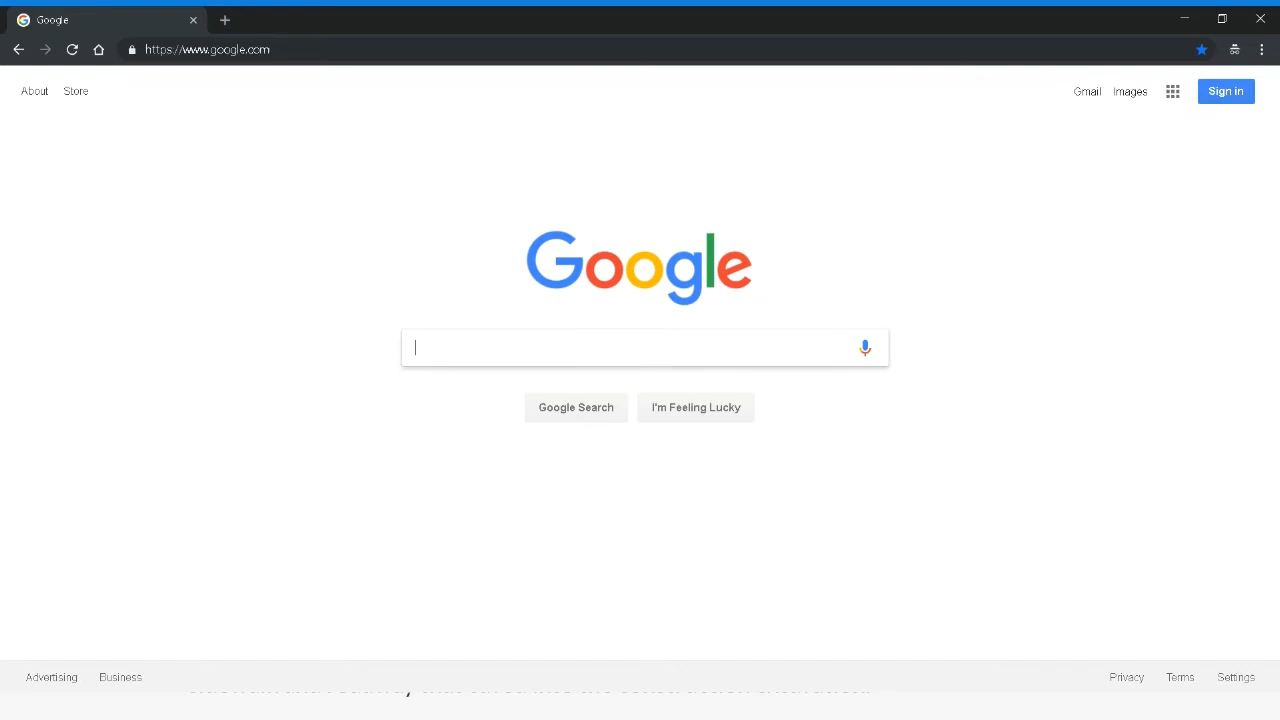 Google
https://www.google.com
About Store
Gmail Images Sign in
Google
Google Search I'm Feeling Lucky
Advertising Business
Privacy Terms Settings